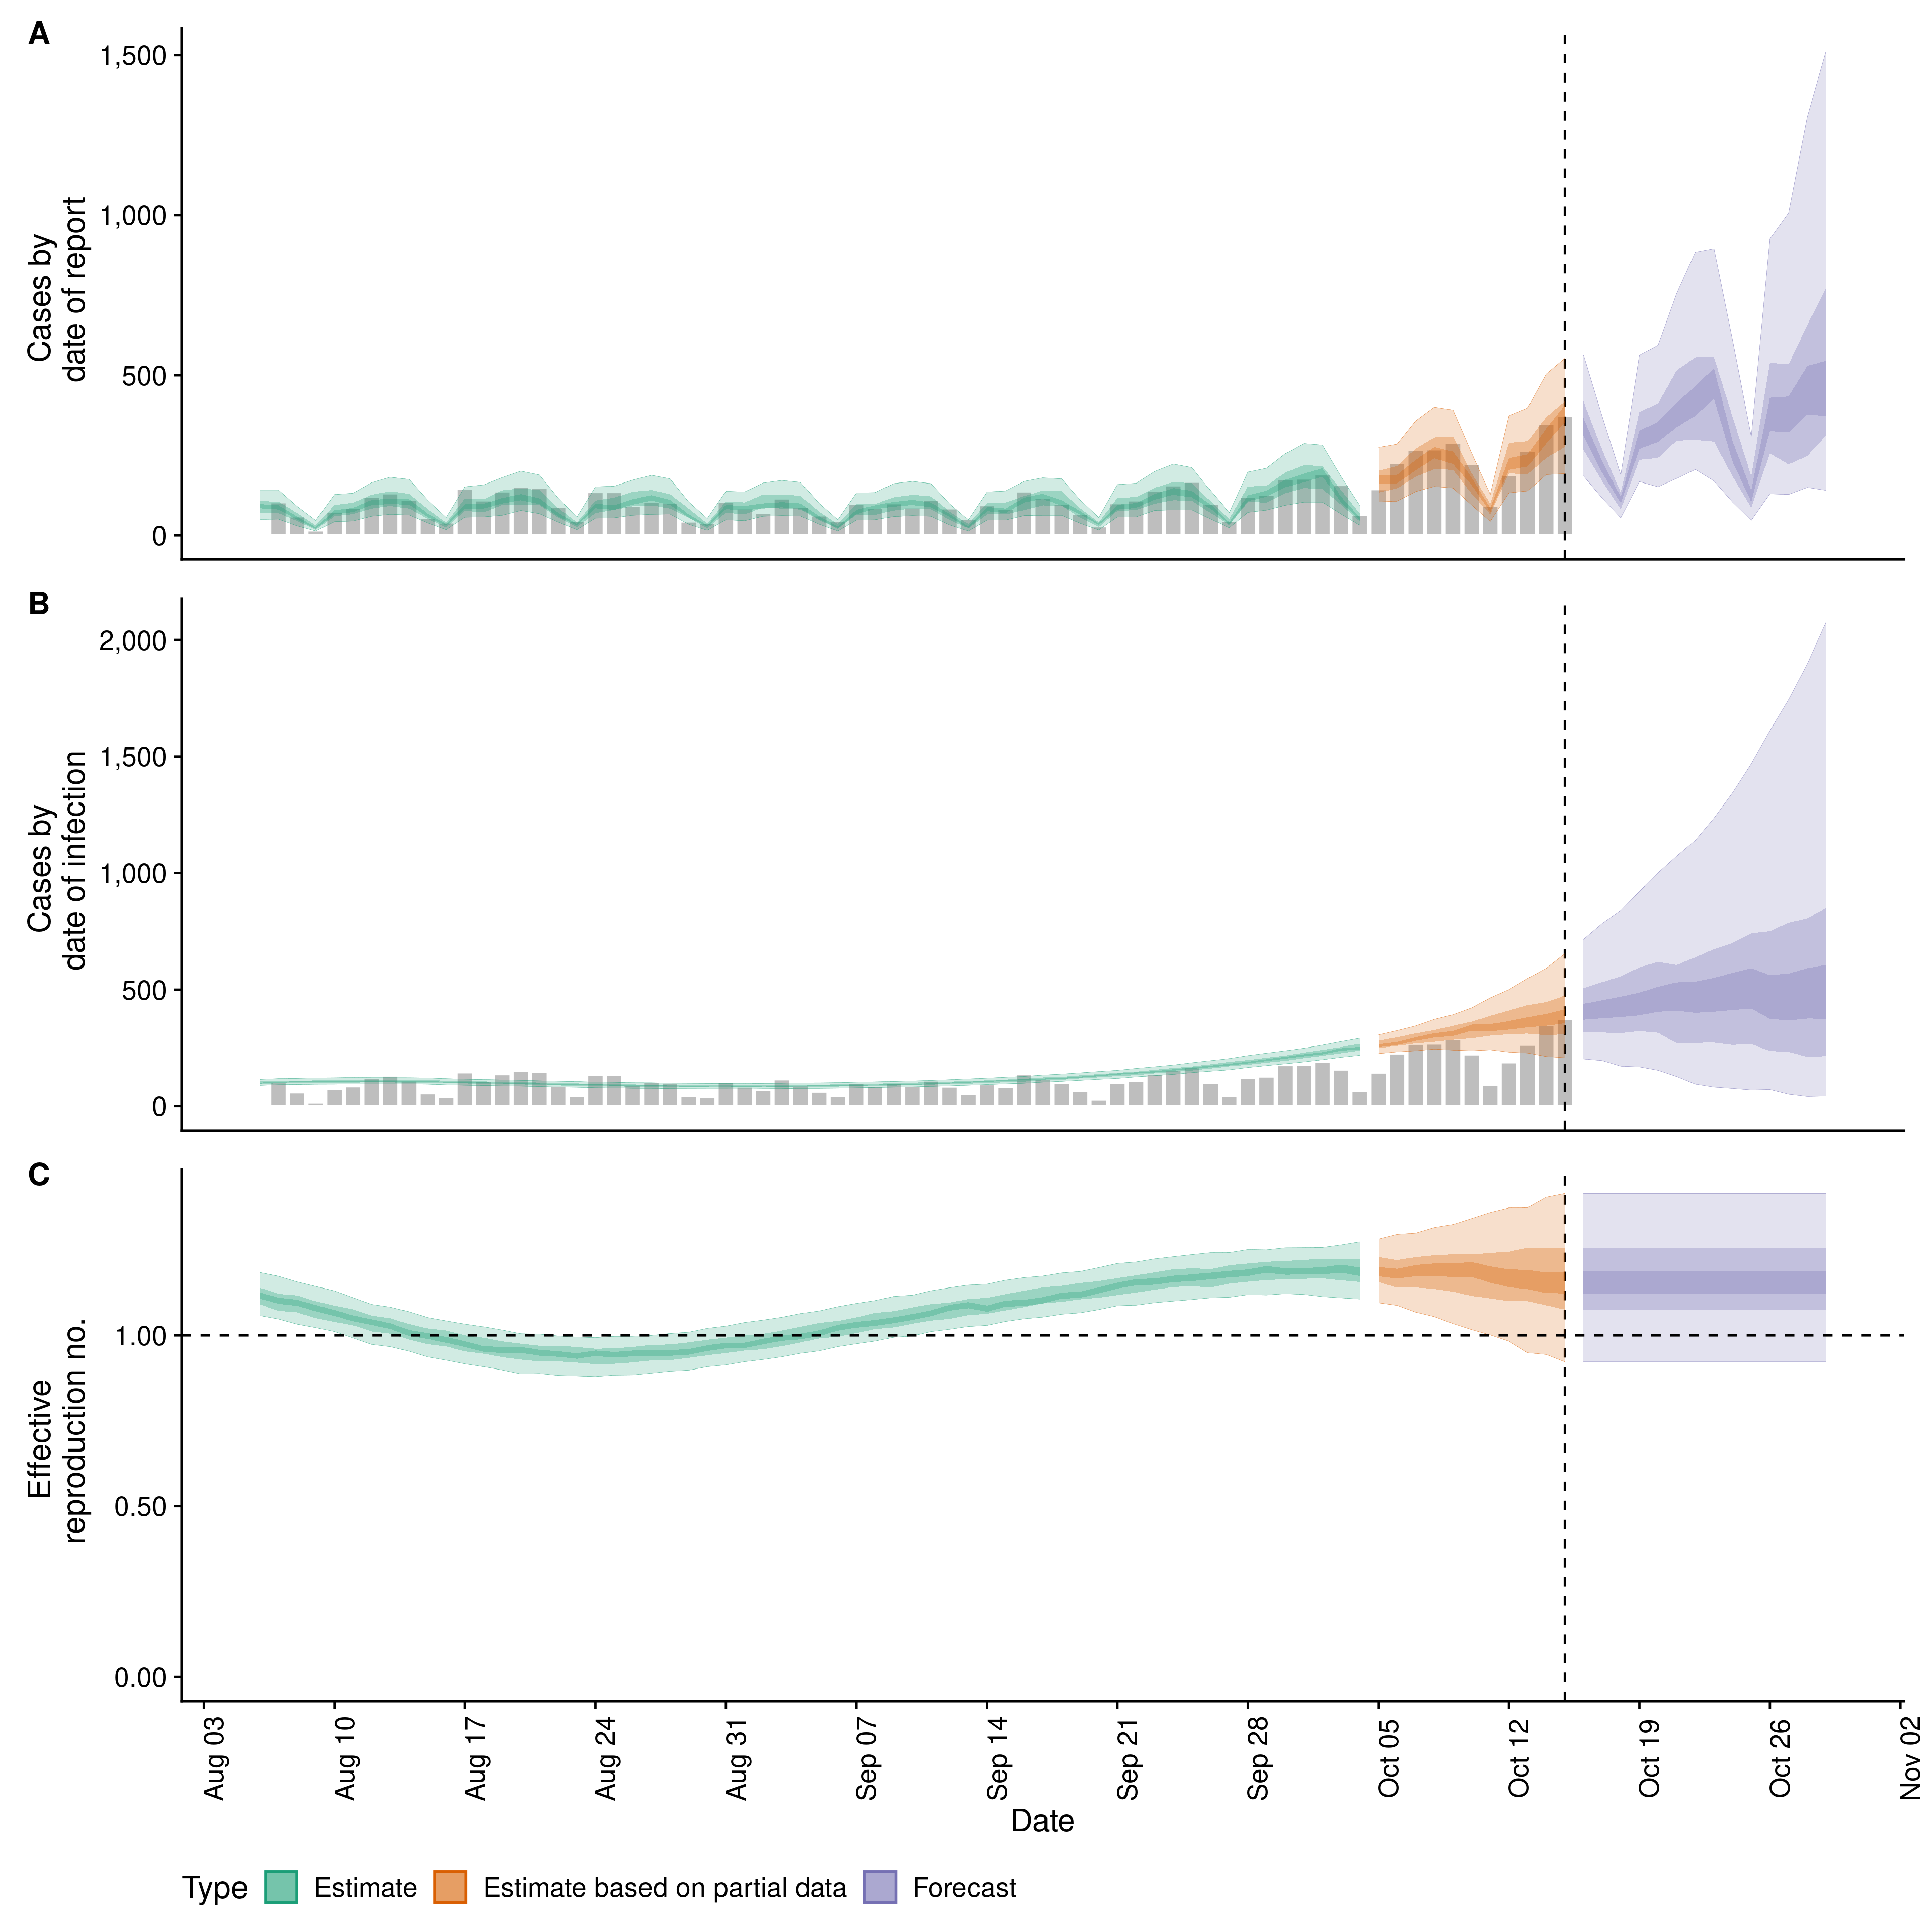 A
Cases by
date of report
1,500
1,000
500
0
B
Cases by
date of infection
2,000
1,500
1,000
500
0
C
Effective
reproduction no.
1.00
0.50
0.00
Aug 03
Aug 10
Aug 17
Aug 24
Aug 31
Sep 07
Sep 14
Sep 21
Sep 28
Oct 05
Oct 12
Oct 19
Oct 26
Nov 02
Date
Type Estimate Estimate based on partial data Forecast